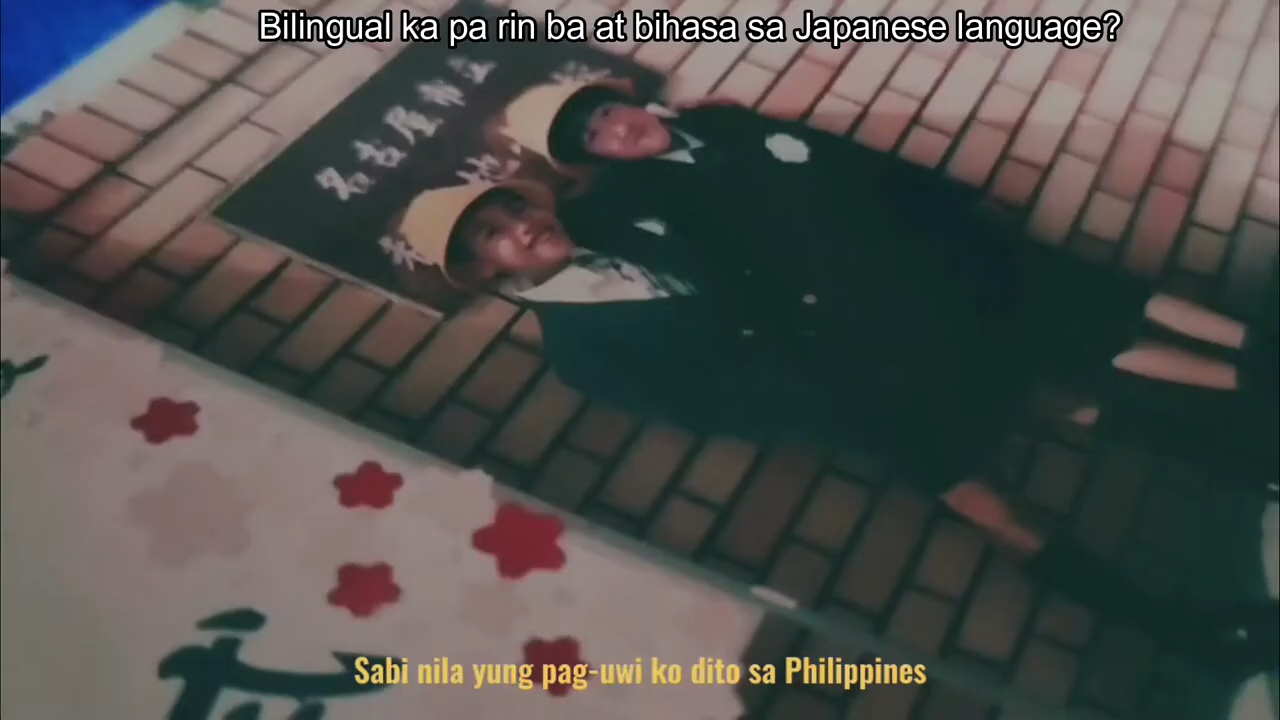 Bilingual ka pa rin ba at bihasa sa Japanese language?
名古屋市立
Sabi nila yung pag-uwi ko dito sa Philippines